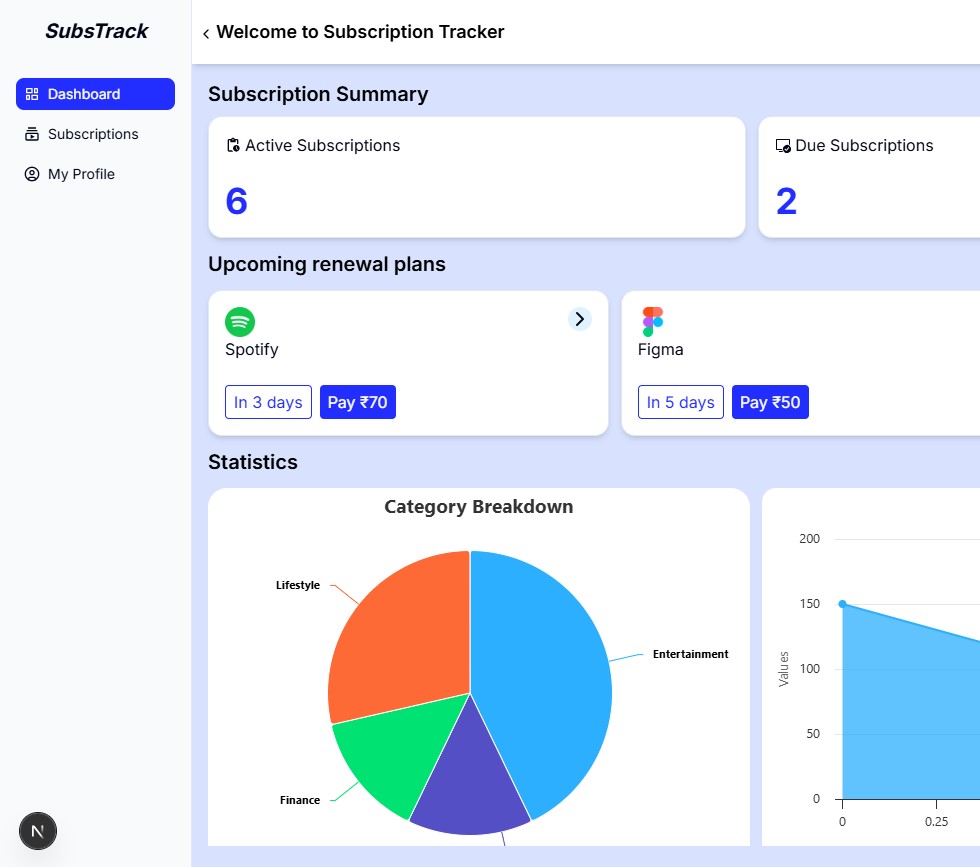 SubsTrack
Dashboard
Subscriptions
My Profile
N
Welcome to Subscription Tracker
Subscription Summary
Active Subscriptions
6
Due Subscriptions
2
Upcoming renewal plans
Spotify
In 3 days
Pay ₹70
Figma
In 5 days
Pay ₹50
Statistics
Category Breakdown
Lifestyle
Entertainment
Finance
200
150
100
50
0
Values
0
0.25